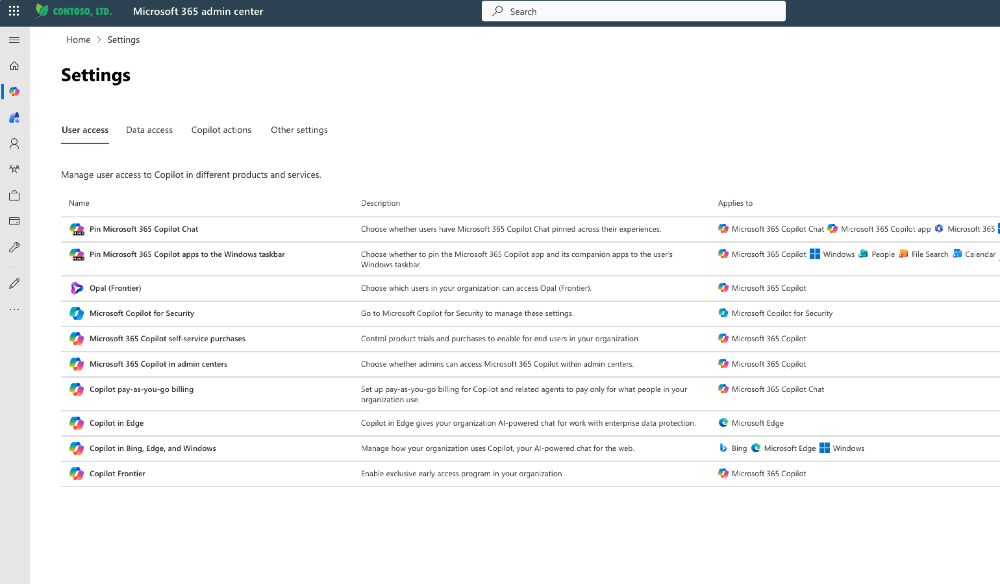 CONTOSO, LTD. Microsoft 365 admin center Search
Home > Settings
Settings
User access Data access Copilot actions Other settings
Manage user access to Copilot in different products and services.
Name Description Applies to
Pin Microsoft 365 Copilot Chat Choose whether users have Microsoft 365 Copilot Chat pinned across their experiences. Microsoft 365 Copilot Chat Microsoft 365 Copilot app Microsoft 365
M365
Pin Microsoft 365 Copilot apps to the Windows taskbar Choose whether to pin the Microsoft 365 Copilot app and its companion apps to the user's Microsoft 365 Copilot Windows People File Search Calendar
M365
Windows taskbar.
Opal (Frontier) Choose which users in your organization can access Opal (Frontier). Microsoft 365 Copilot
Microsoft Copilot for Security Go to Microsoft Copilot for Security to manage these settings. Microsoft Copilot for Security
Microsoft 365 Copilot self-service purchases Control product trials and purchases to enable for end users in your organization. Microsoft 365 Copilot
Microsoft 365 Copilot in admin centers Choose whether admins can access Microsoft 365 Copilot within admin centers. Microsoft 365 Copilot
Copilot pay-as-you-go billing Set up pay-as-you-go billing for Copilot and related agents to pay only for what people in your Microsoft 365 Copilot Chat
organization use.
Copilot in Edge Copilot in Edge gives your organization AI-powered chat for work with enterprise data protection. Microsoft Edge
Copilot in Bing, Edge, and Windows Manage how your organization uses Copilot, your AI-powered chat for the web. Bing Microsoft Edge Windows
Copilot Frontier Enable exclusive early access program in your organization Microsoft 365 Copilot